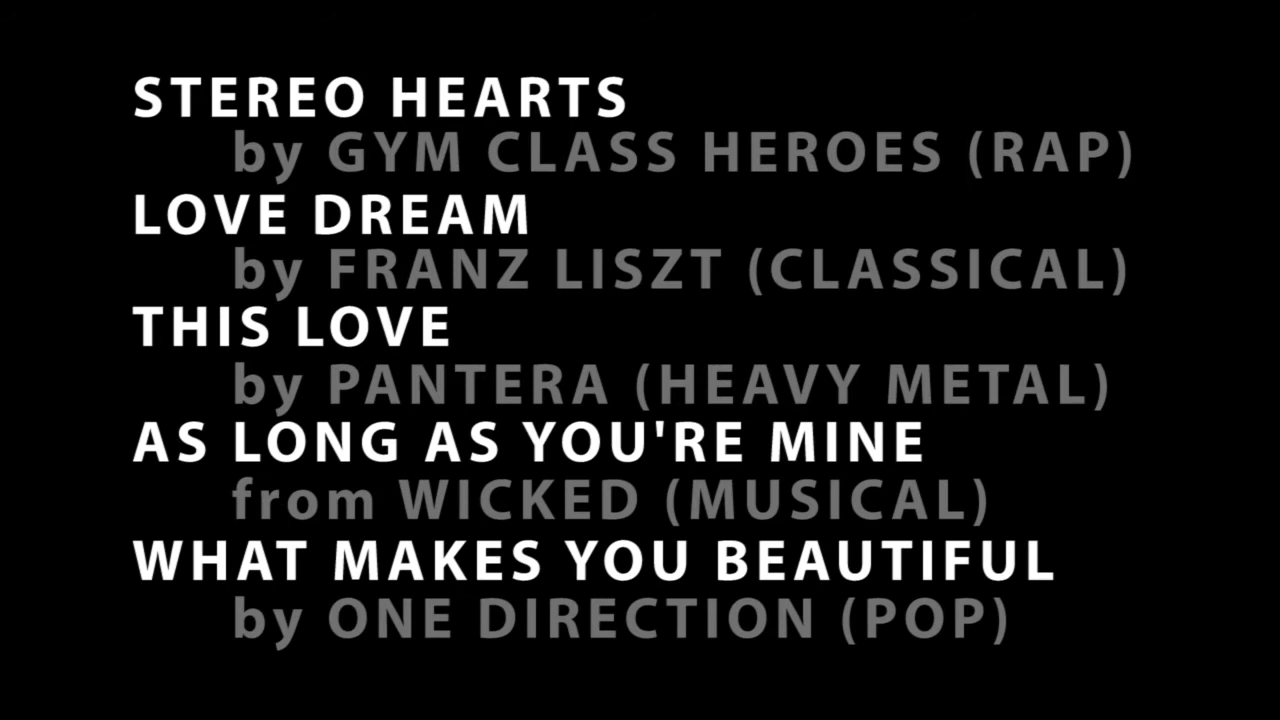 STEREO HEARTS
by GYM CLASS HEROES (RAP)
LOVE DREAM
by FRANZ LISZT (CLASSICAL)
THIS LOVE
by PANTERA (HEAVY METAL)
AS LONG AS YOU'RE MINE
from WICKED (MUSICAL)
WHAT MAKES YOU BEAUTIFUL
by ONE DIRECTION (POP)